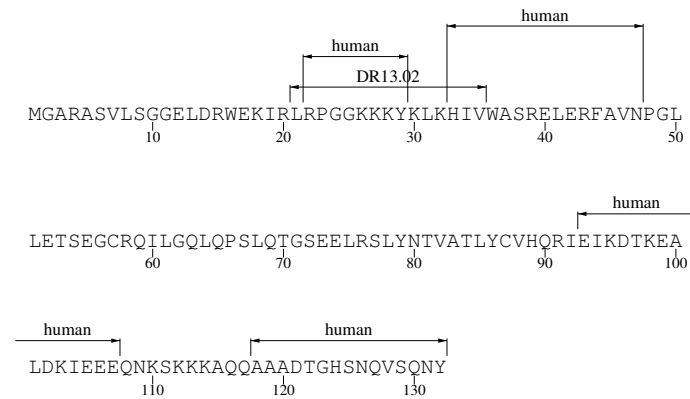 human
human
DR13.02
MGARASVLSGGELDRWEKIRLRPGGKKKYKLKHIVWASRELERFAVNPGL
10 20 30 40 50
human
LETSEGCRQILGQLQPSLQTGSEELRSLYNTVATLYCVHQRIEIKDTKEA
60 70 80 90 100
human human
LDKIEEEQNKSKKKAQQAAADTGHSNQVSQNY
110 120 130